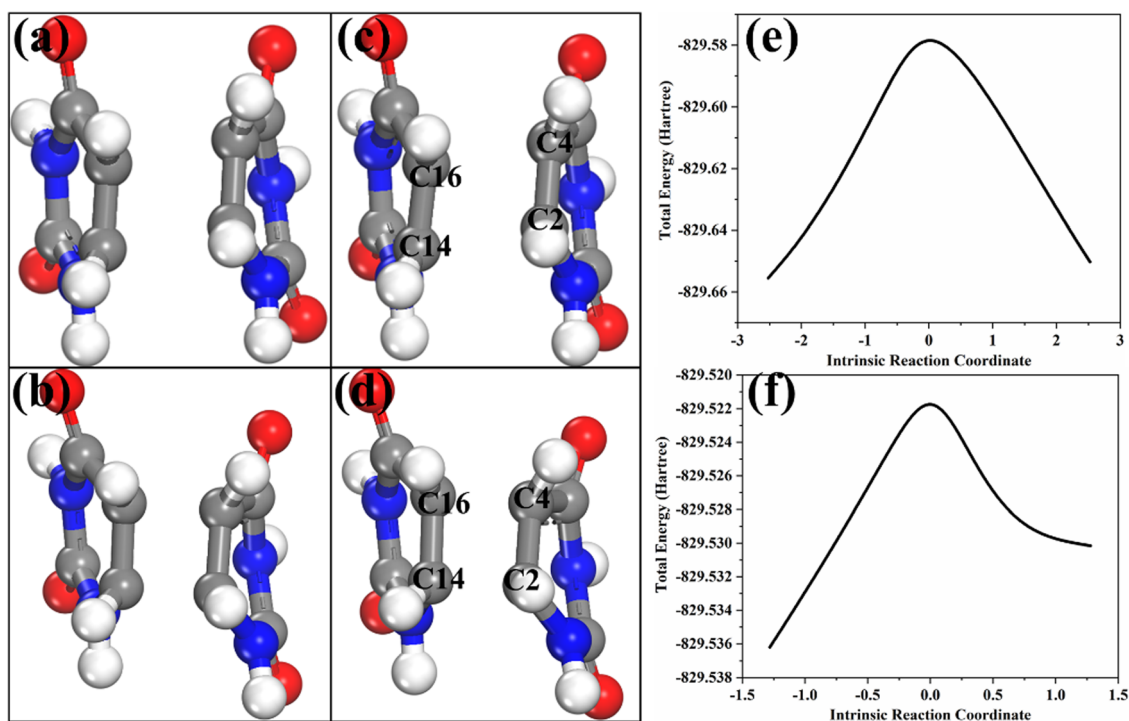 (a)
(c)
C4
C16
C2
C14
(b)
(d)
C16
C4
C14
C2
(e)
Total Energy (Hartree)
-829.58
-829.60
-829.62
-829.64
-829.66
-3 -2 -1 0 1 2 3
Intrinsic Reaction Coordinate
(f)
Total Energy (Hartree)
-829.520
-829.522
-829.524
-829.526
-829.528
-829.530
-829.532
-829.534
-829.536
-829.538
-1.5 -1.0 -0.5 0.0 0.5 1.0 1.5
Intrinsic Reaction Coordinate